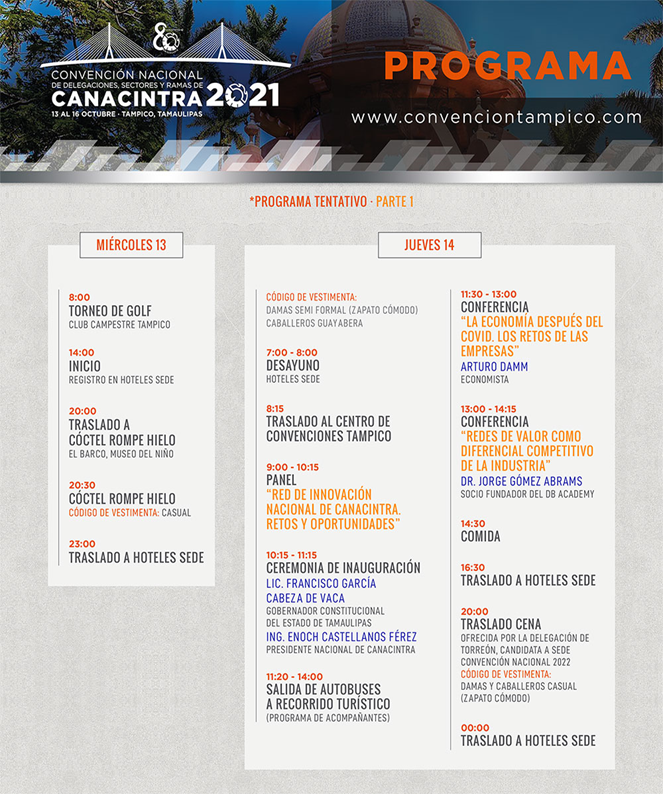 80
CONVENCIÓN NACIONAL
DE DELEGACIONES, SECTORES Y RAMAS DE
CANACINTRA 2021
13 AL 16 OCTUBRE · TAMPICO, TAMAULIPAS
PROGRAMA
www.convenciontampico.com
*PROGRAMA TENTATIVO · PARTE 1
MIÉRCOLES 13
8:00
TORNEO DE GOLF
CLUB CAMPESTRE TAMPICO
14:00
INICIO
REGISTRO EN HOTELES SEDE
20:00
TRASLADO A
CÓCTEL ROMPE HIELO
EL BARCO, MUSEO DEL NIÑO
20:30
CÓCTEL ROMPE HIELO
CÓDIGO DE VESTIMENTA: CASUAL
23:00
TRASLADO A HOTELES SEDE
JUEVES 14
CÓDIGO DE VESTIMENTA:
DAMAS SEMI FORMAL (ZAPATO CÓMODO)
CABALLEROS GUAYABERA
7:00 - 8:00
DESAYUNO
HOTELES SEDE
8:15
TRASLADO AL CENTRO DE
CONVENCIONES TAMPICO
9:00 - 10:15
PANEL
“RED DE INNOVACIÓN
NACIONAL DE CANACINTRA.
RETOS Y OPORTUNIDADES”
10:15 - 11:15
CEREMONIA DE INAUGURACIÓN
LIC. FRANCISCO GARCÍA
CABEZA DE VACA
GOBERNADOR CONSTITUCIONAL
DEL ESTADO DE TAMAULIPAS
ING. ENOCH CASTELLANOS FÉREZ
PRESIDENTE NACIONAL DE CANACINTRA
11:20 - 14:00
SALIDA DE AUTOBUSES
A RECORRIDO TURÍSTICO
(PROGRAMA DE ACOMPAÑANTES)
11:30 - 13:00
CONFERENCIA
“LA ECONOMÍA DESPUÉS DEL
COVID. LOS RETOS DE LAS
EMPRESAS”
ARTURO DAMM
ECONOMISTA
13:00 - 14:15
CONFERENCIA
“REDES DE VALOR COMO
DIFERENCIAL COMPETITIVO
DE LA INDUSTRIA”
DR. JORGE GÓMEZ ABRAMS
SOCIO FUNDADOR DEL DB ACADEMY
14:30
COMIDA
16:30
TRASLADO A HOTELES SEDE
20:00
TRASLADO CENA
OFRECIDA POR LA DELEGACIÓN DE
TORREÓN, CANDIDATA A SEDE
CONVENCIÓN NACIONAL 2022
CÓDIGO DE VESTIMENTA:
DAMAS Y CABALLEROS CASUAL
(ZAPATO CÓMODO)
00:00
TRASLADO A HOTELES SEDE